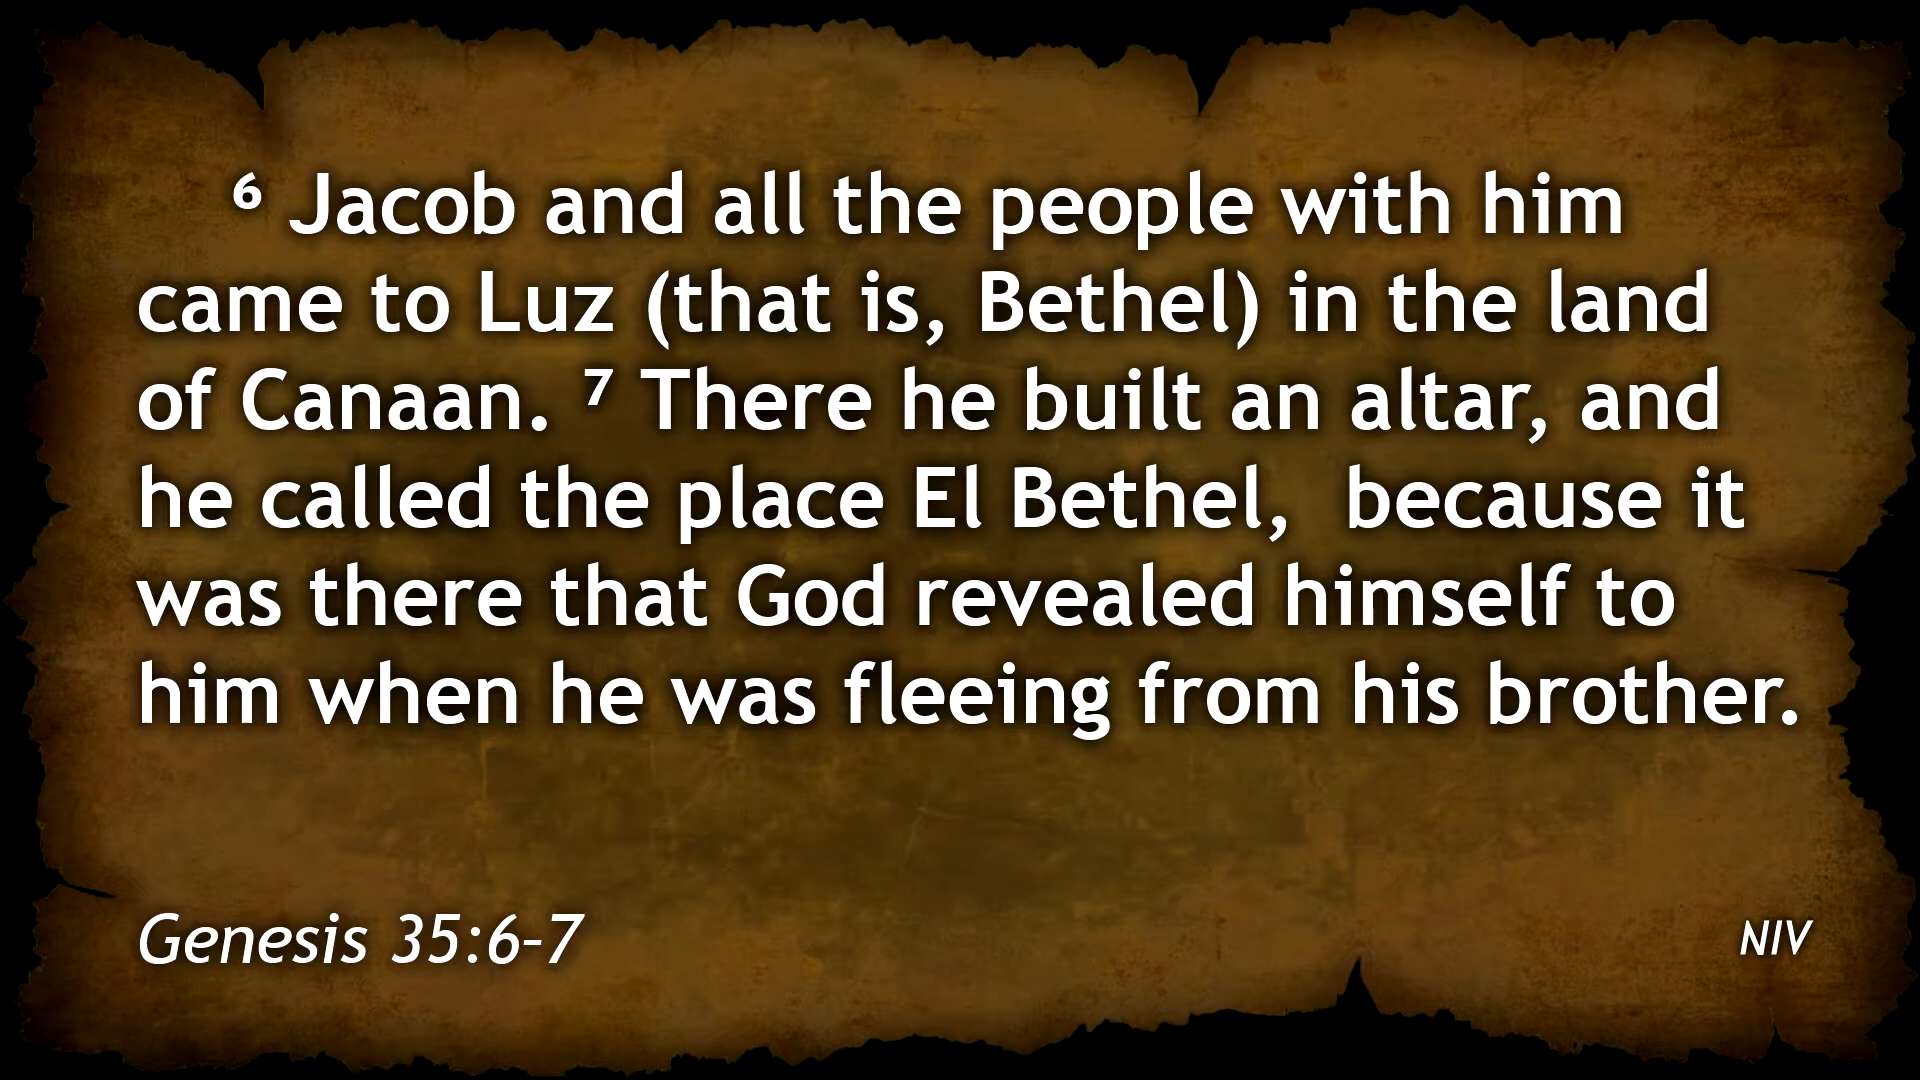 ⁶ Jacob and all the people with him
came to Luz (that is, Bethel) in the land
of Canaan. ⁷ There he built an altar, and
he called the place El Bethel,  because it
was there that God revealed himself to
him when he was fleeing from his brother.
Genesis 35:6–7
NIV